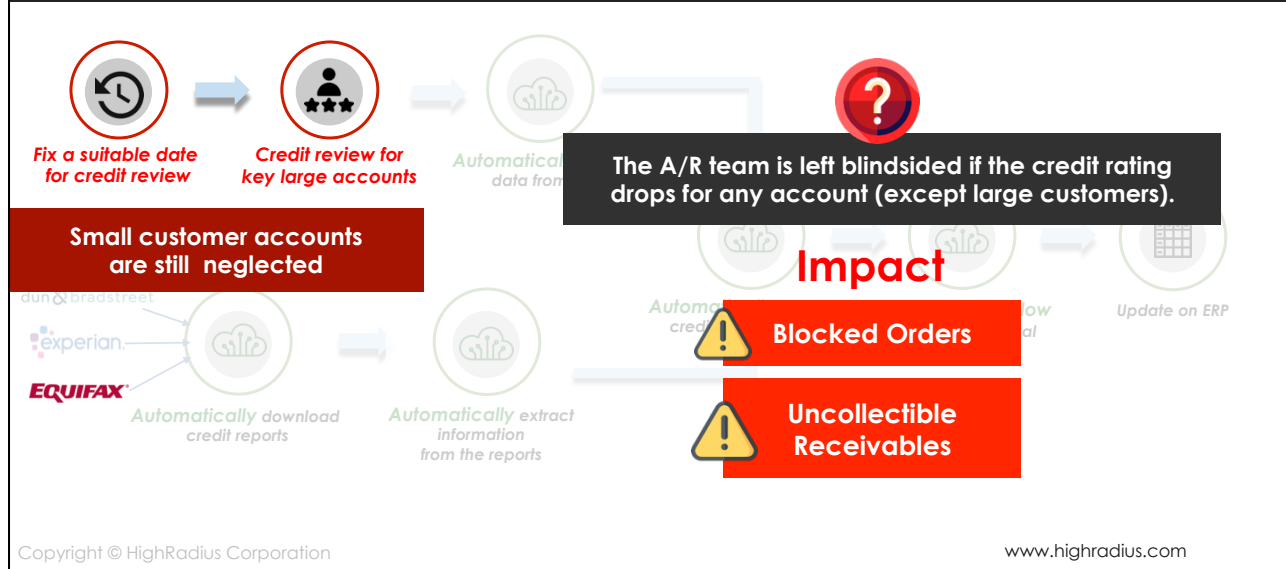 Fix a suitable date
for credit review
Credit review for
key large accounts
data from
The A/R team is left blindsided if the credit rating
drops for any account (except large customers).
Small customer accounts
are still neglected
Impact
dun & bradstreet
experian.
EQUIFAX
Automatically download
credit reports
Automatically extract
information
from the reports
Update on ERP
Blocked Orders
Uncollectible
Receivables
Copyright © HighRadius Corporation
www.highradius.com